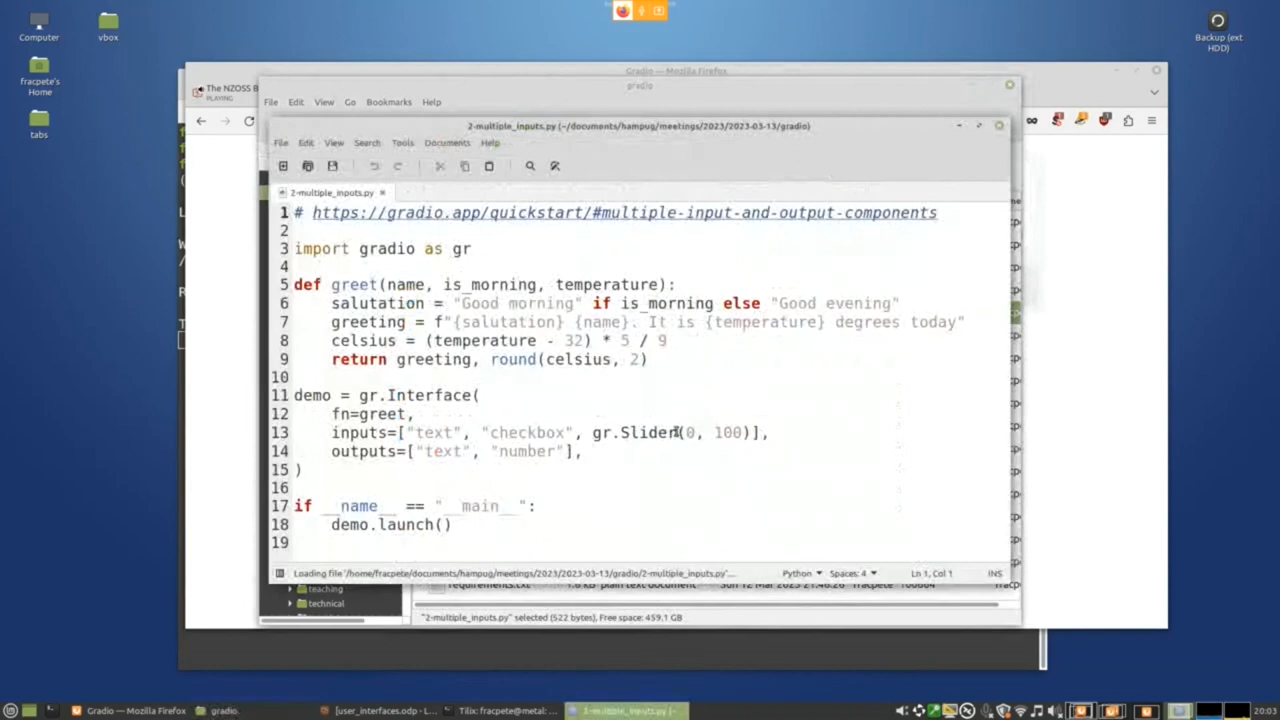 Computer
vbox
fracpete's
Home
tabs
Backup (ext
HDD)
Gradio — Mozilla Firefox
The NZOSS B
PLAYING
gradio
File Edit View Go Bookmarks Help
2-multiple_inputs.py (~/documents/hampug/meetings/2023/2023-03-13/gradio)
File Edit View Search Tools Documents Help
2-multiple_inputs.py
1 # https://gradio.app/quickstart/#multiple-input-and-output-components
2
3 import gradio as gr
4
5 def greet(name, is_morning, temperature):
6 salutation = "Good morning" if is_morning else "Good evening"
7 greeting = f"{salutation} {name}. It is {temperature} degrees today"
8 celsius = (temperature - 32) * 5 / 9
9 return greeting, round(celsius, 2)
10
11 demo = gr.Interface(
12 fn=greet,
13 inputs=["text", "checkbox", gr.Slider(0, 100)],
14 outputs=["text", "number"],
15 )
16
17 if __name__ == "__main__":
18 demo.launch()
19
Loading file '/home/fracpete/documents/hampug/meetings/2023/2023-03-13/gradio/2-multiple_inputs.py'... Python Spaces: 4 Ln 1, Col 1 INS
teaching
requirements.txt
technical
"2-multiple_inputs.py" selected (522 bytes), Free space: 459.1 GB
Gradio — Mozilla Firefox
gradio
[user_interfaces.odp - L...
Tilix: fracpete@metal: ...
2-multiple_inputs.py (~
20:03